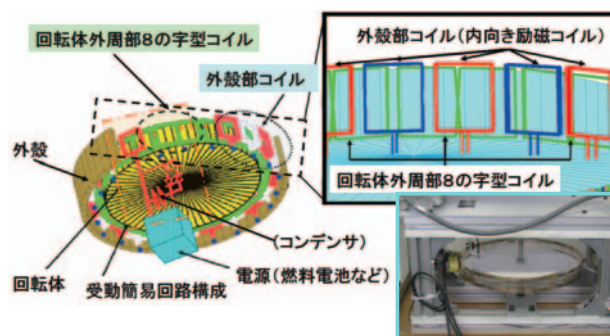 回転体外周部8の字型コイル
外殻部コイル
外殻
(コンデンサ)
回転体
電源(燃料電池など)
受動簡易回路構成
外殻部コイル(内向き励磁コイル)
回転体外周部8の字型コイル